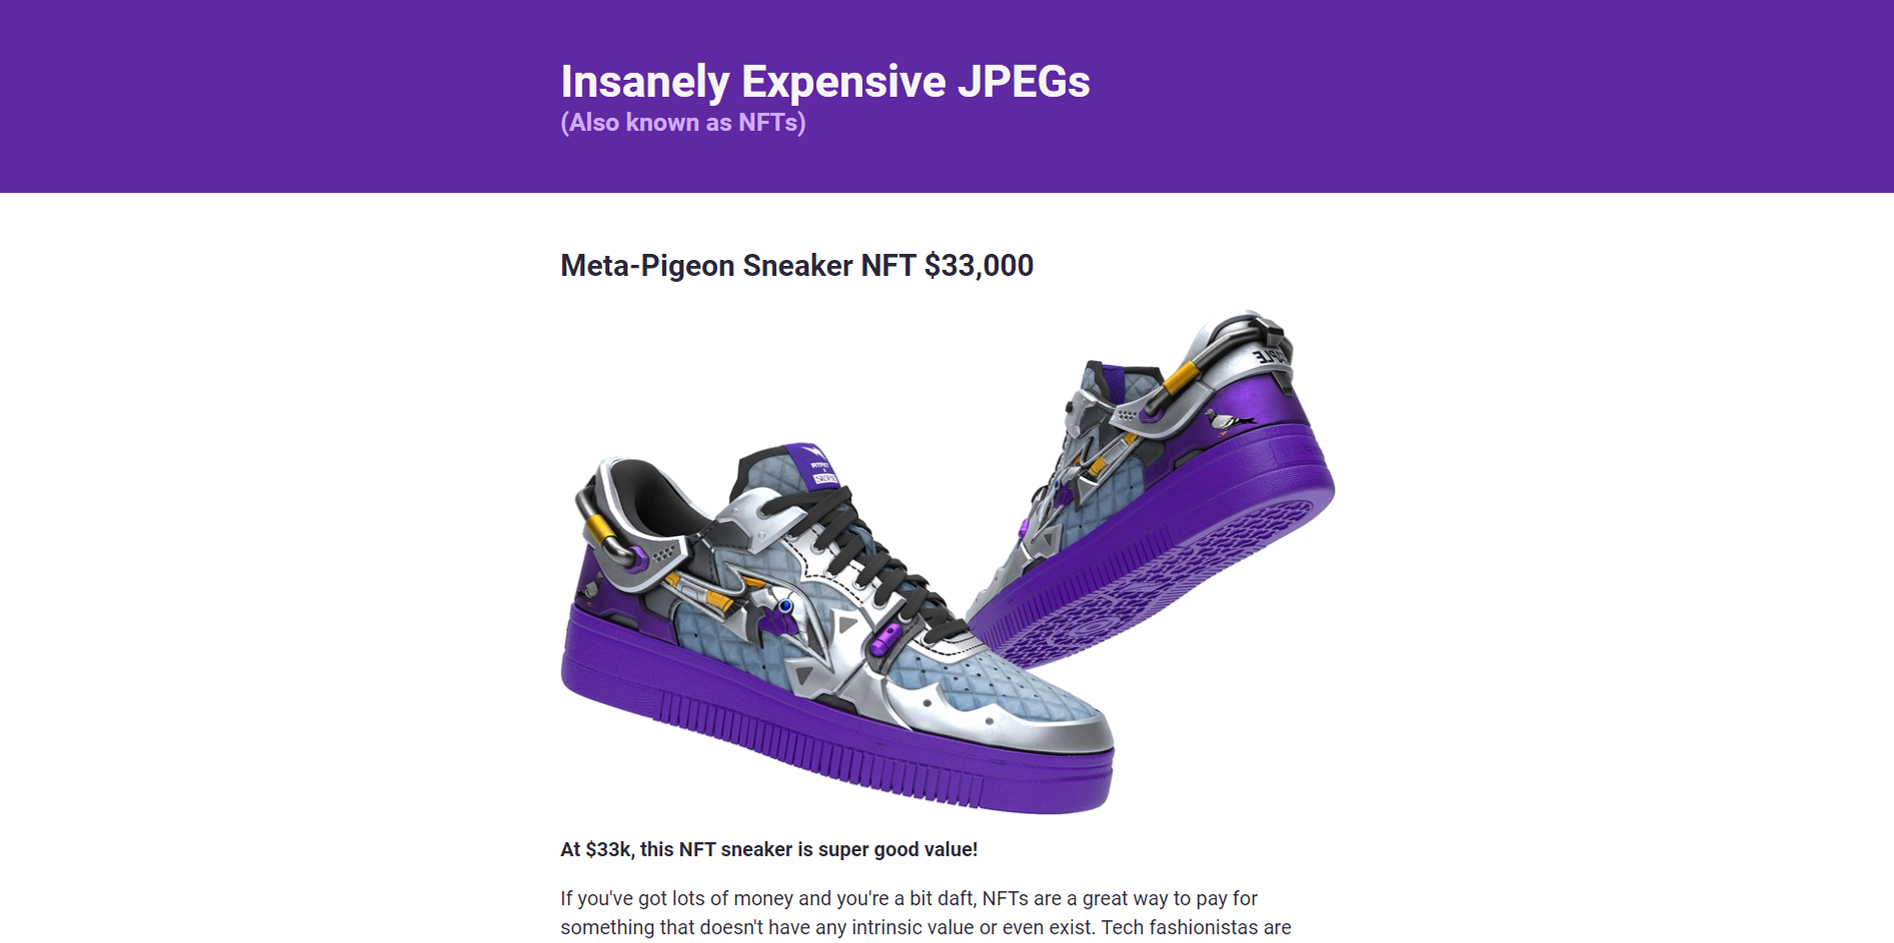 Insanely Expensive JPEGs
(Also known as NFTs)
Meta-Pigeon Sneaker NFT $33,000
At $33k, this NFT sneaker is super good value!
If you've got lots of money and you're a bit daft, NFTs are a great way to pay for
something that doesn't have any intrinsic value or even exist. Tech fashionistas are